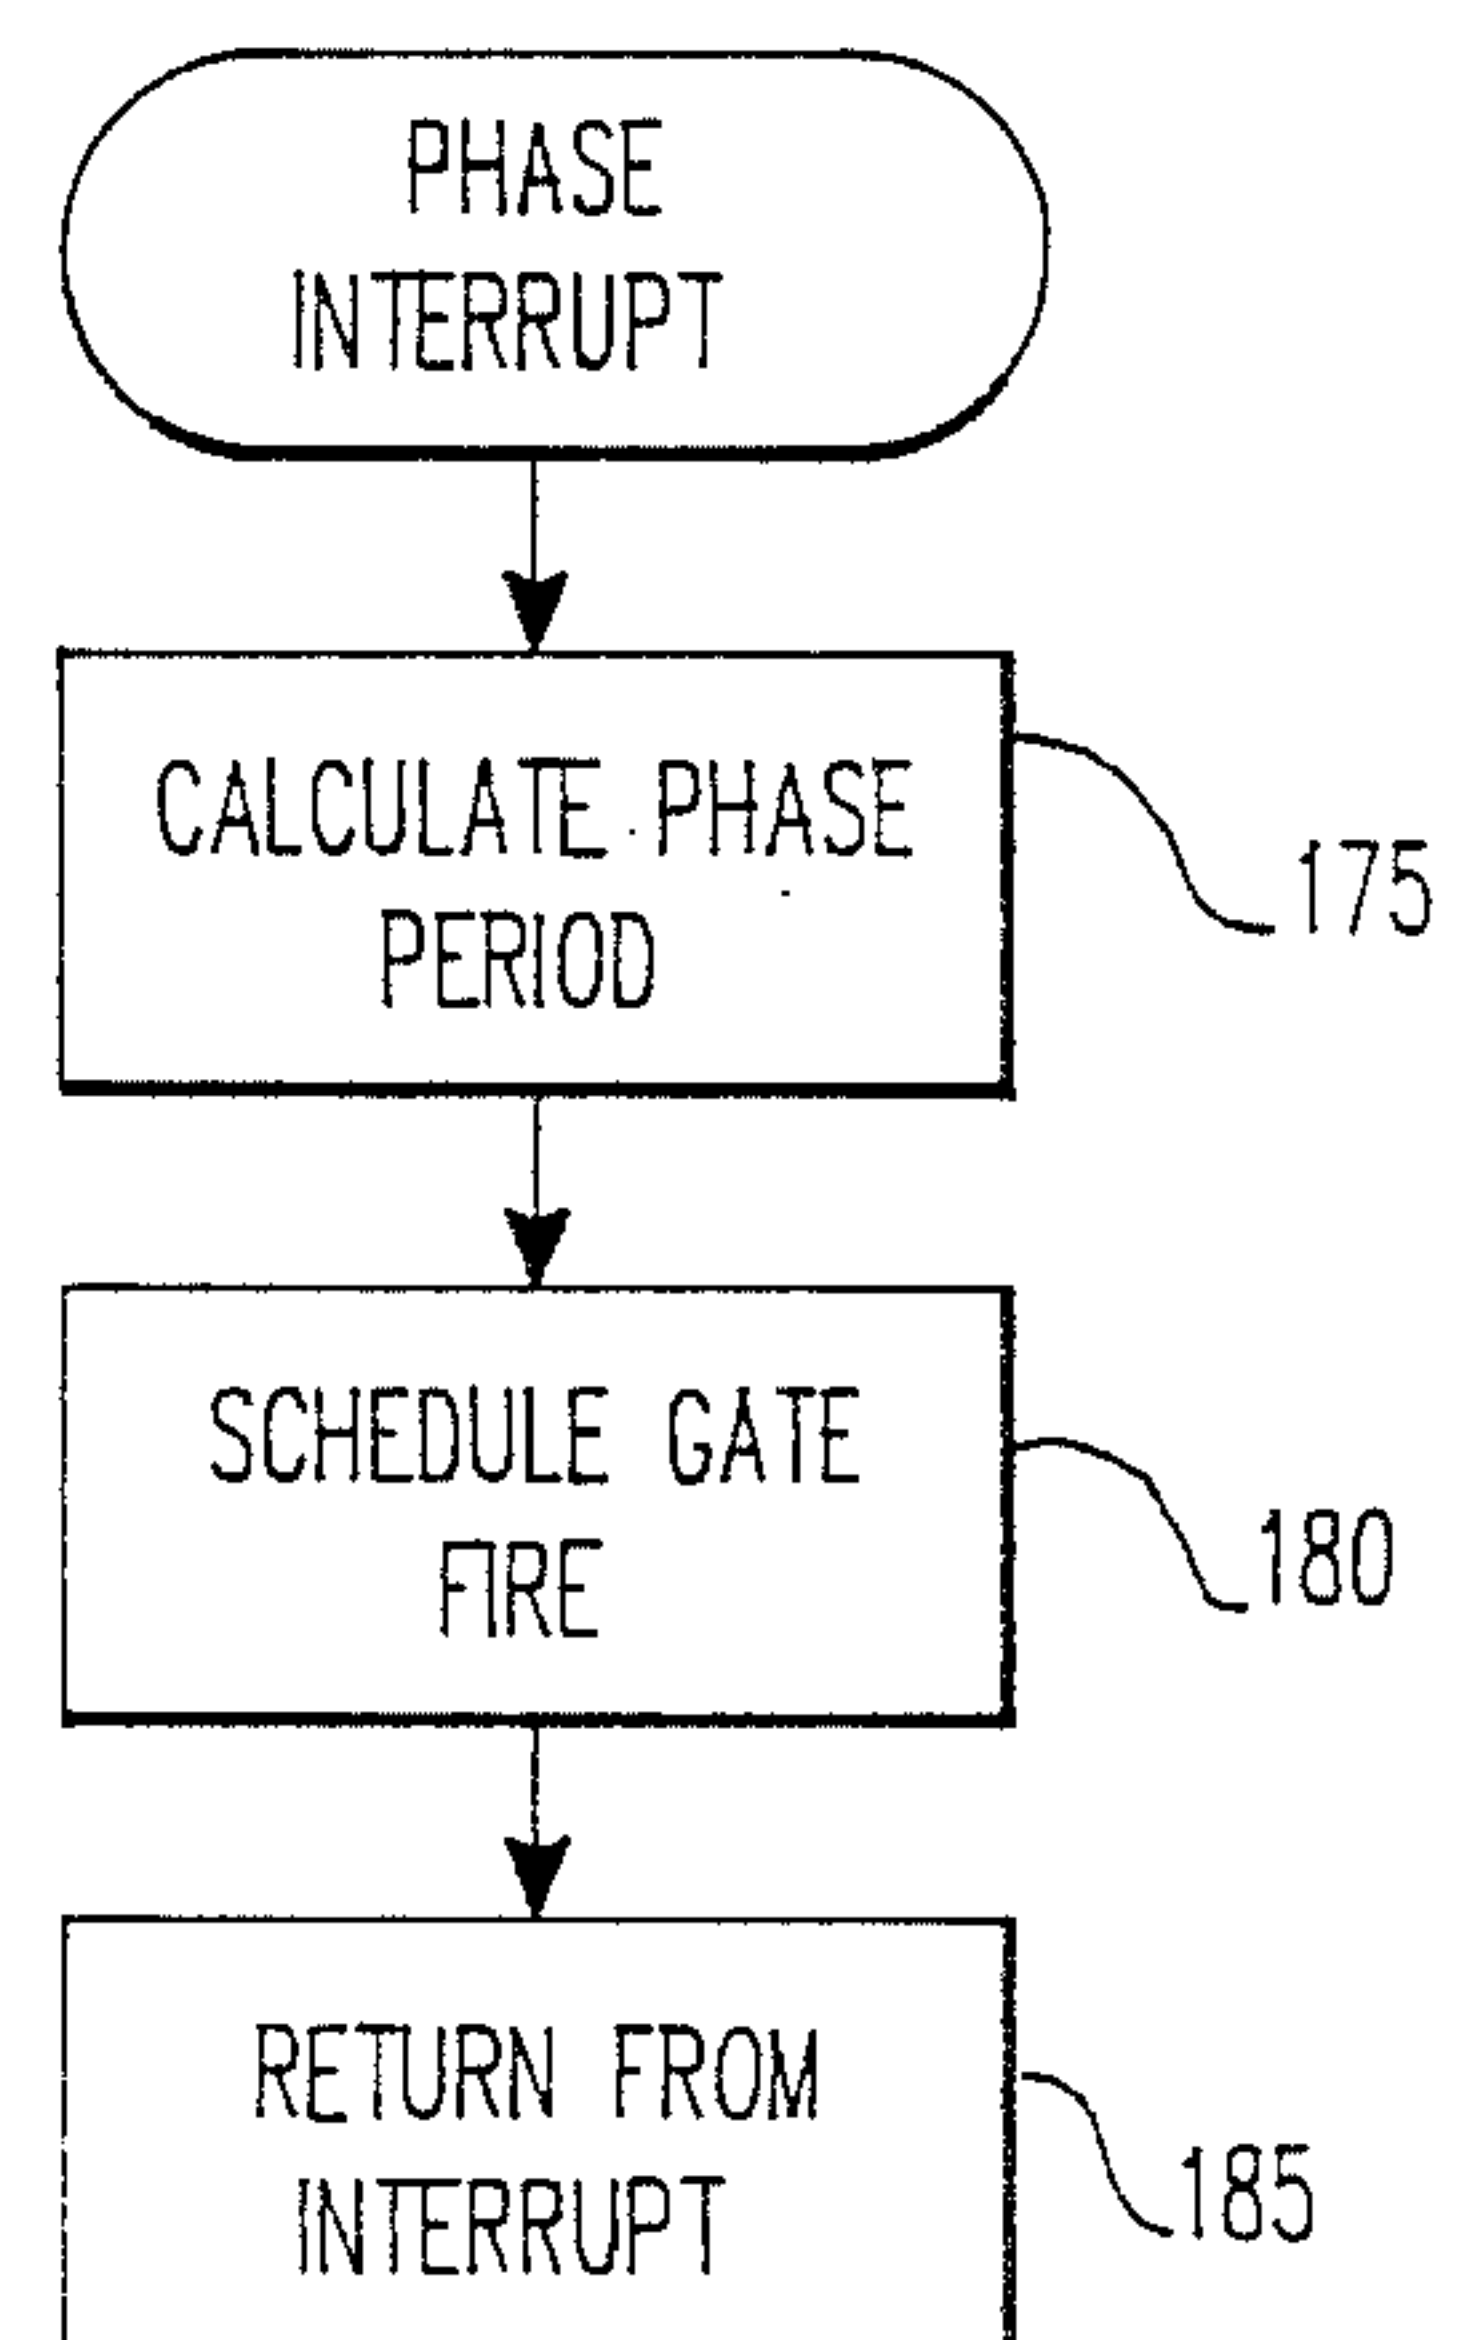 PHASE
INTERRUPT
CALCULATE PHASE
PERIOD
175
SCHEDULE GATE
FIRE
180
RETURN FROM
INTERRUPT
185